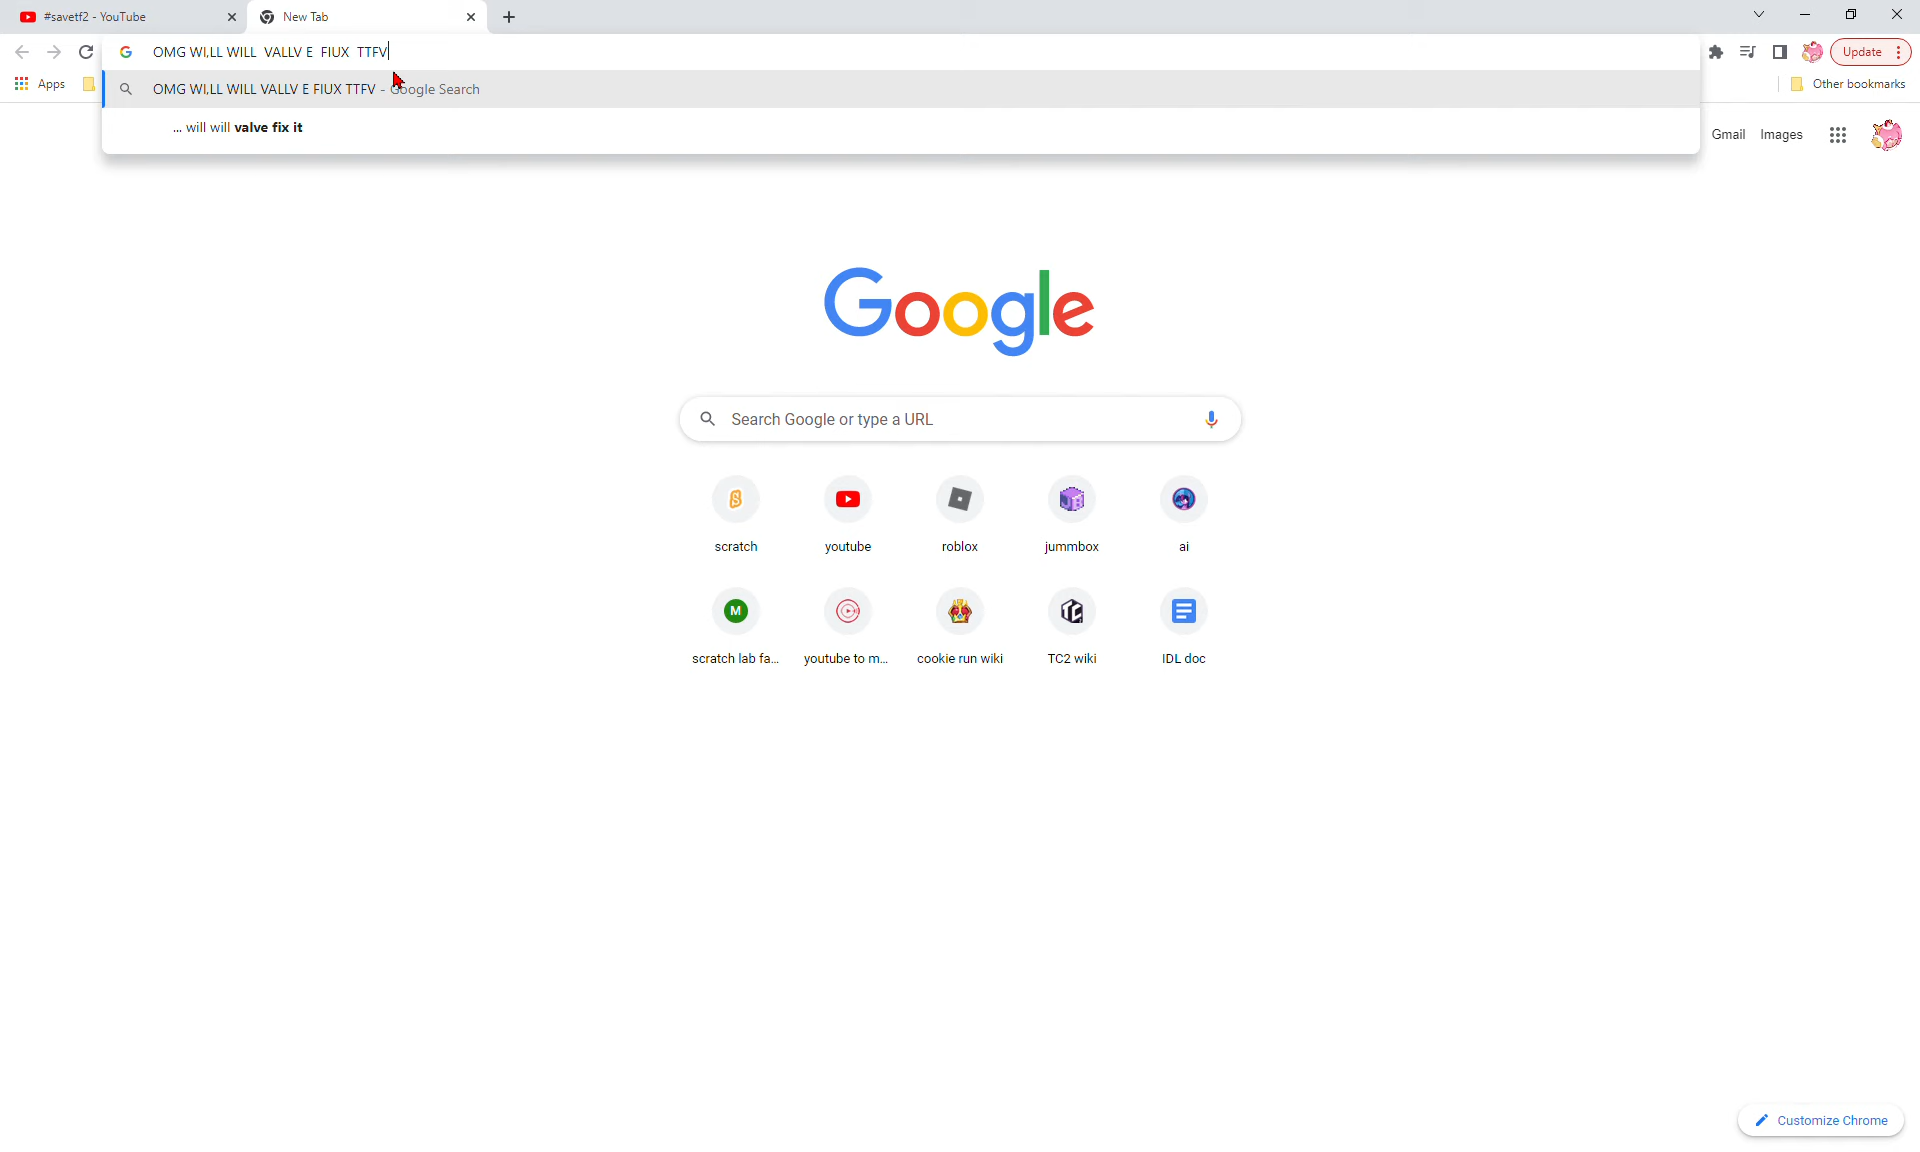 #savetf2 - YouTube
New Tab
OMG WI,LL WILL  VALLV E  FIUX  TTFV
Update
Apps
OMG WI,LL WILL VALLV E FIUX TTFV - Google Search
Other bookmarks
... will will valve fix it
Gmail Images
Google
Search Google or type a URL
scratch youtube roblox jummbox ai
M
scratch lab fa... youtube to m... cookie run wiki TC2 wiki IDL doc
Customize Chrome